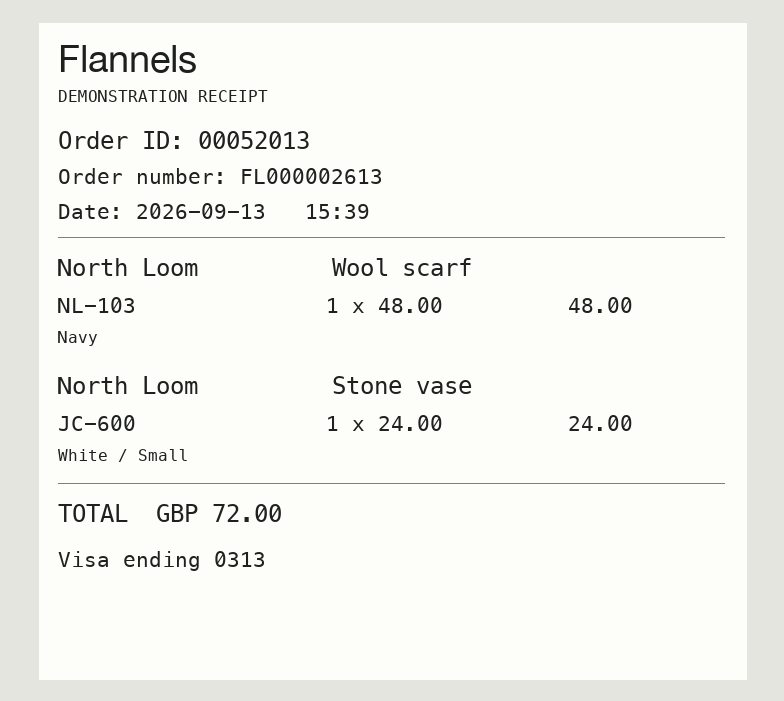 Flannels
DEMONSTRATION RECEIPT
Order ID: 00052013
Order number: FL000002613
Date: 2026-09-13   15:39
North Loom   Wool scarf
NL-103   1 x 48.00   48.00
Navy
North Loom   Stone vase
JC-600   1 x 24.00   24.00
White / Small
TOTAL  GBP 72.00
Visa ending 0313